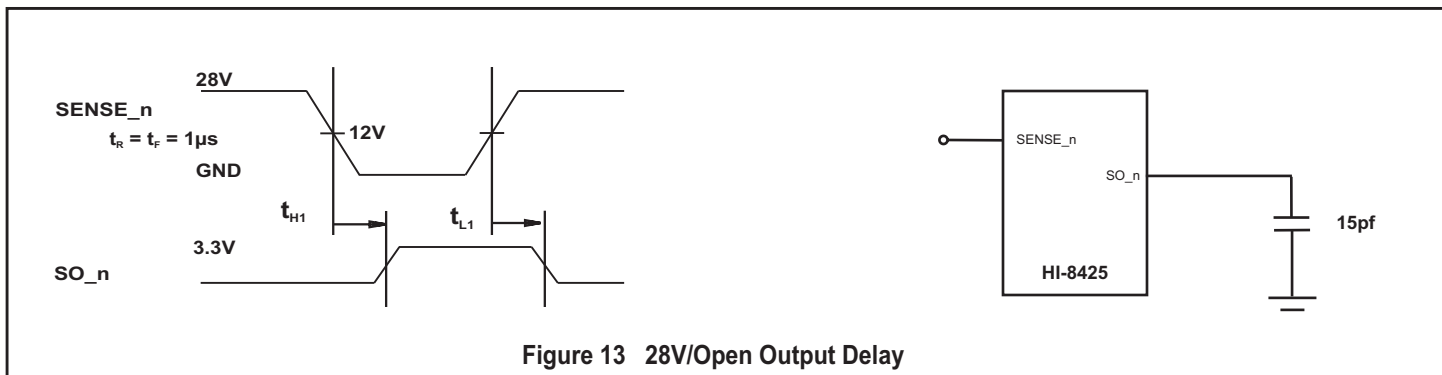 28V
SENSE_n
tR = tF = 1µs
12V
GND
tH1
tL1
3.3V
SO_n
SENSE_n
SO_n
15pf
HI-8425
Figure 13 28V/Open Output Delay